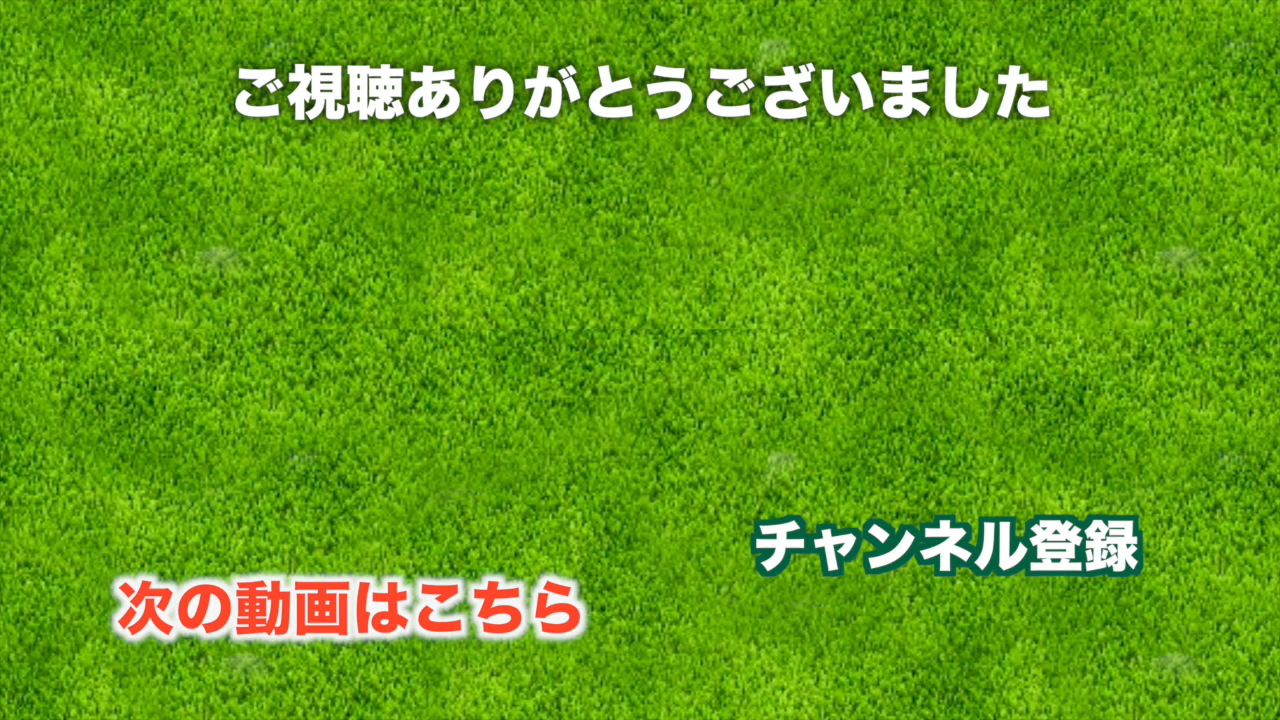 ご視聴ありがとうございました
チャンネル登録
次の動画はこちら